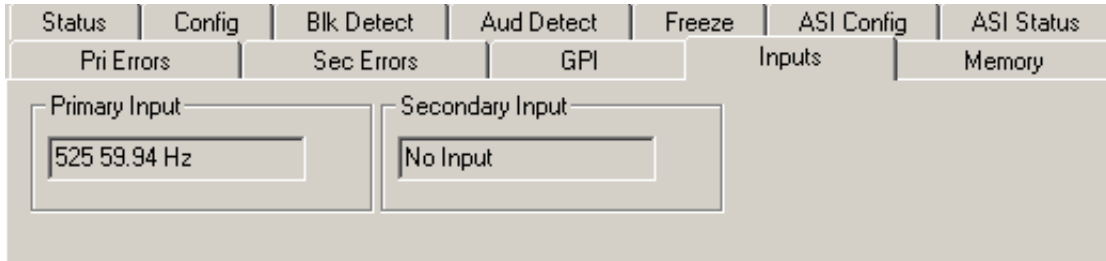 Status Config Blk Detect Aud Detect Freeze ASI Config ASI Status
Pri Errors Sec Errors GPI Inputs Memory
Primary Input Secondary Input
525 59.94 Hz No Input